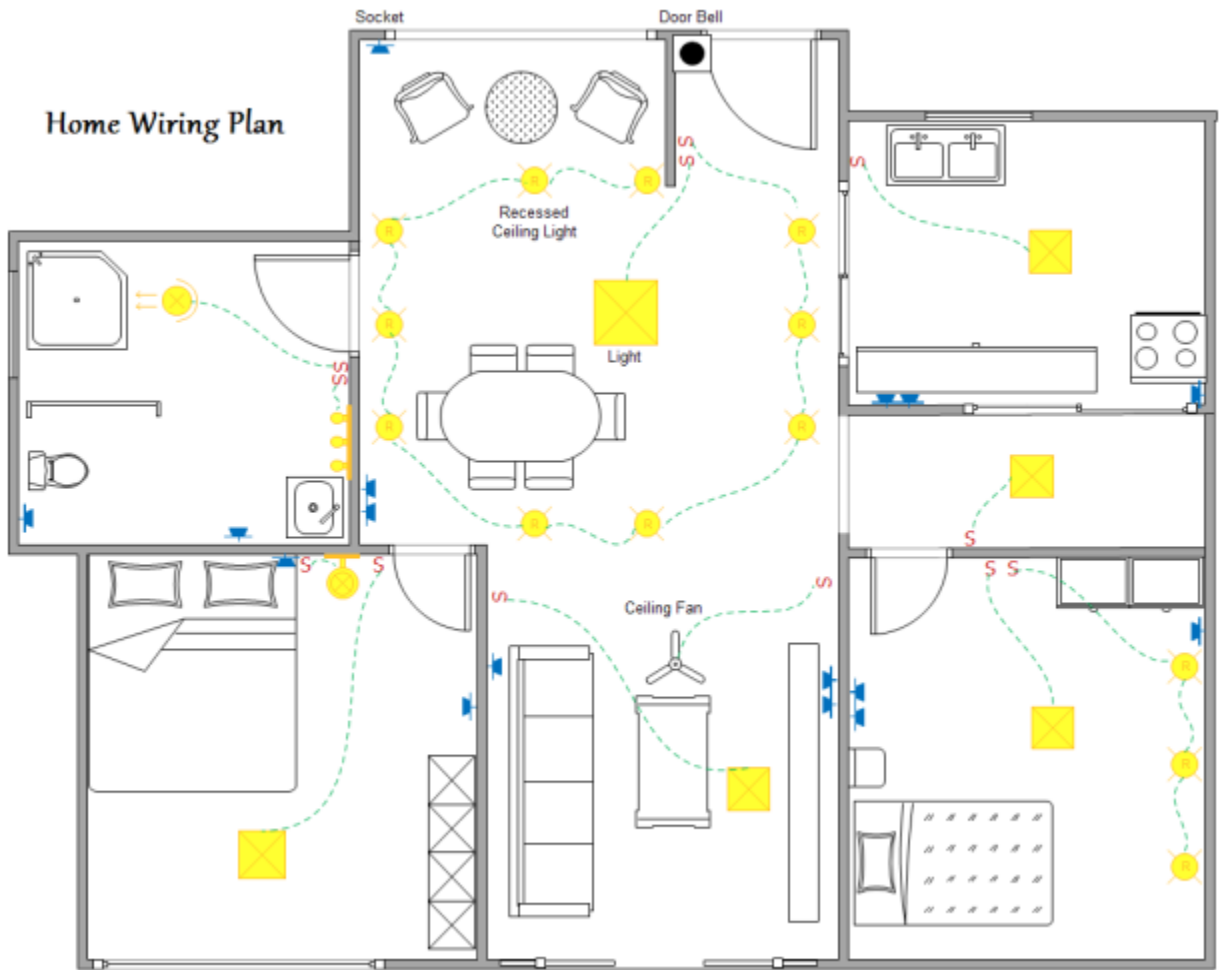 Socket
Door Bell
Home Wiring Plan
S
S
S
R
R
Recessed
Ceiling Light
R
R
R
R
Light
S
S
R
R
R
R
S
S
S
S
S
S
S
Ceiling Fan
R
R
R